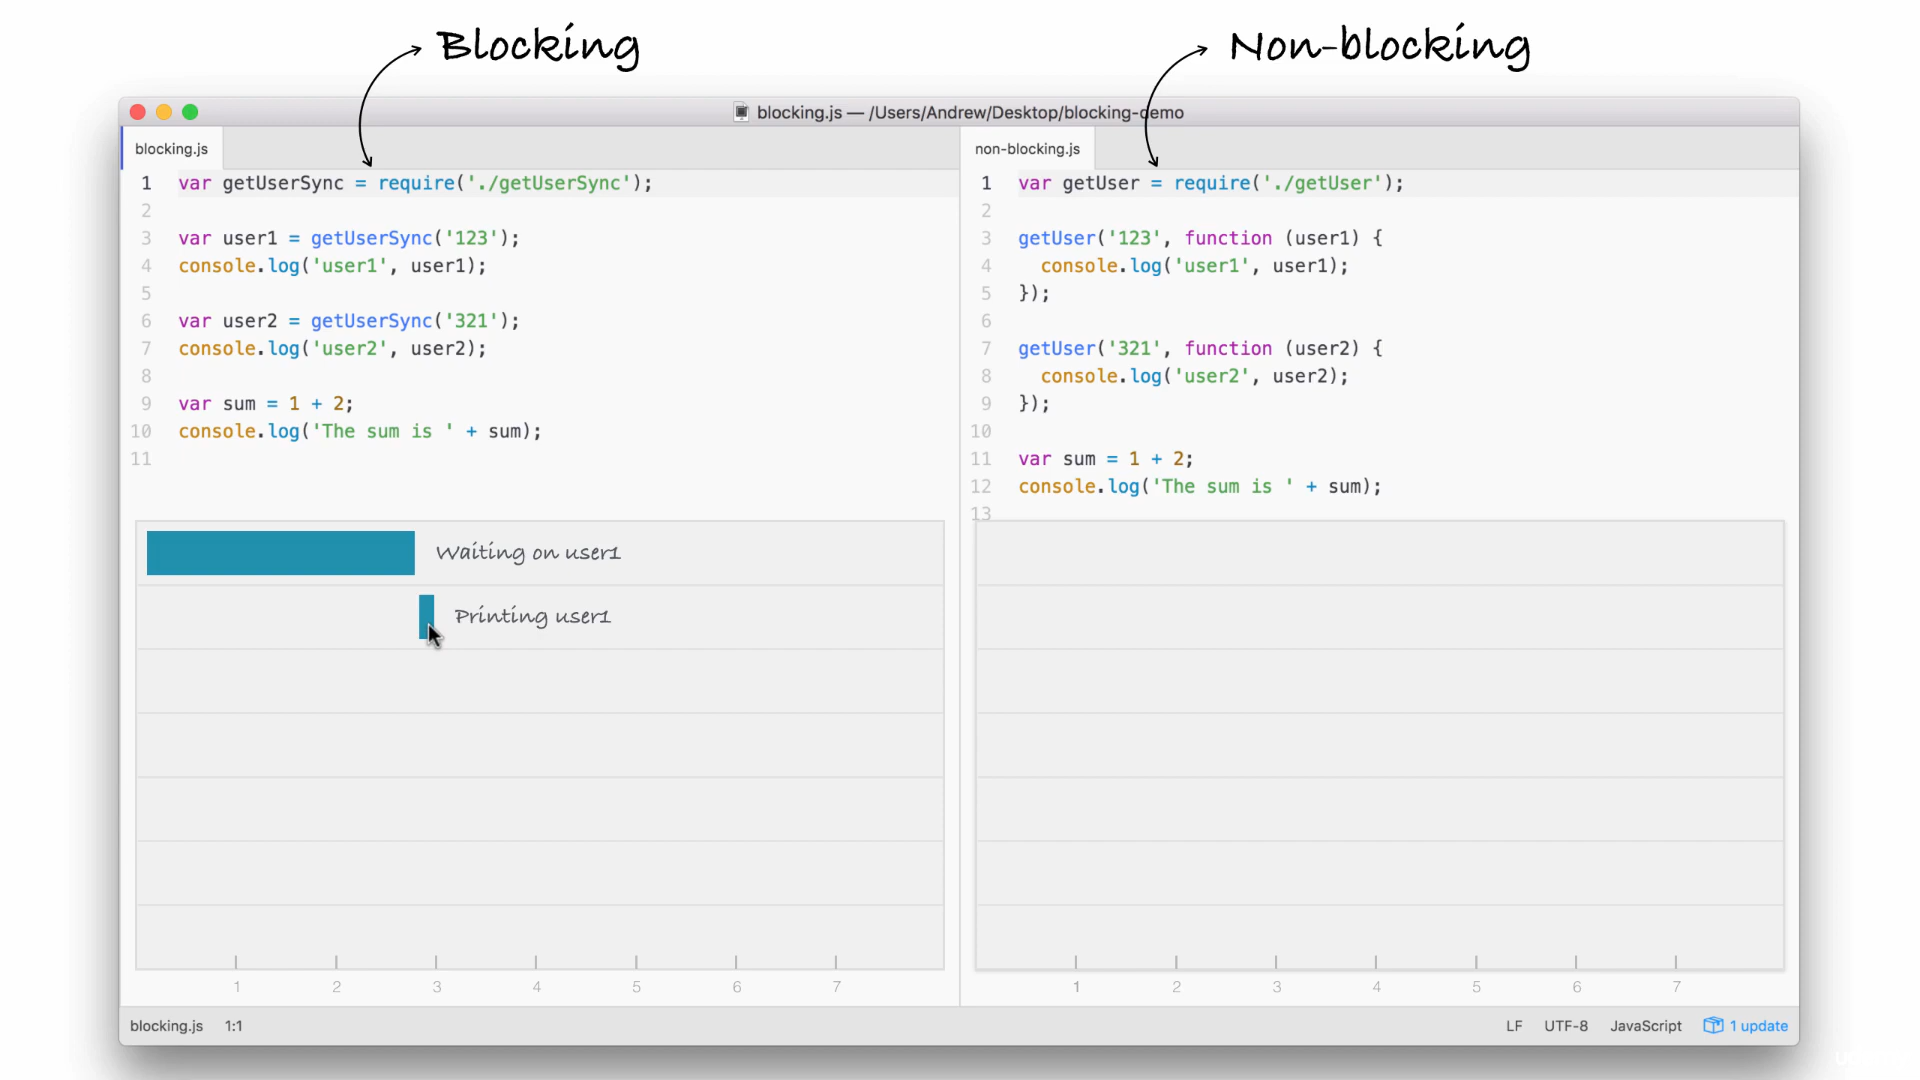 Blocking
Non-blocking
blocking.js — /Users/Andrew/Desktop/blocking-demo
blocking.js
1 var getUserSync = require('./getUserSync');
2
3 var user1 = getUserSync('123');
4 console.log('user1', user1);
5
6 var user2 = getUserSync('321');
7 console.log('user2', user2);
8
9 var sum = 1 + 2;
10 console.log('The sum is ' + sum);
11
Waiting on user1
Printing user1
1 2 3 4 5 6 7
non-blocking.js
1 var getUser = require('./getUser');
2
3 getUser('123', function (user1) {
4   console.log('user1', user1);
5 });
6
7 getUser('321', function (user2) {
8   console.log('user2', user2);
9 });
10
11 var sum = 1 + 2;
12 console.log('The sum is ' + sum);
13
1 2 3 4 5 6 7
blocking.js 1:1
LF UTF-8 JavaScript 1 update